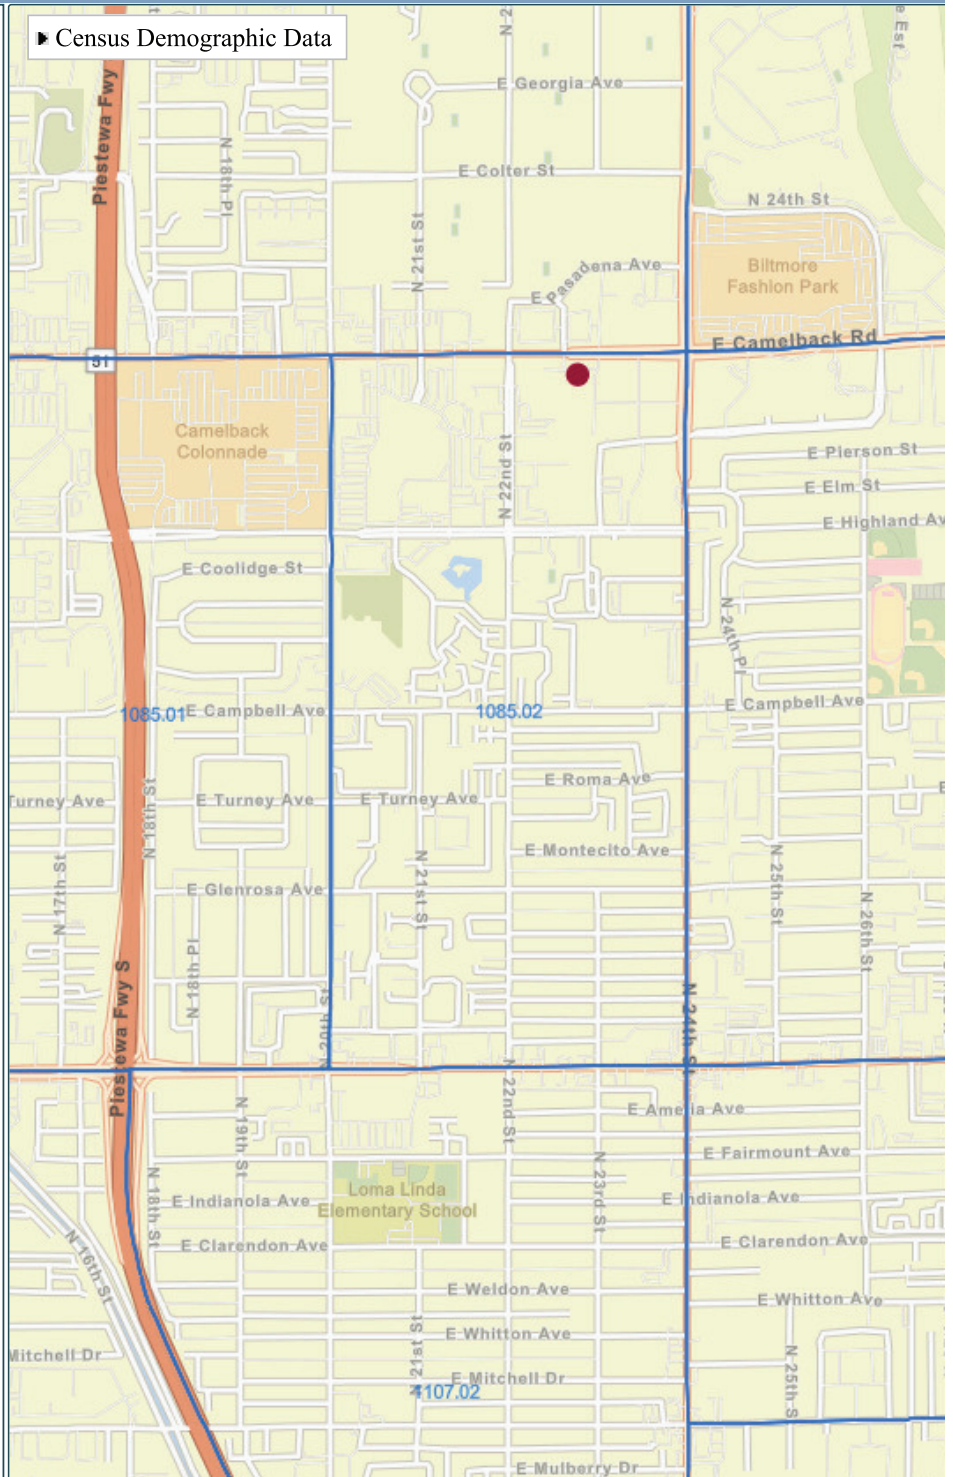 Census Demographic Data
N 2
e Est
Piestewa Fwy
E Georgia Ave
N 18th Pl
E Colter St
N 24th St
N 21st St
E Pasadena Ave
Biltmore
Fashion Park
E Camelback Rd
51
Camelback
Colonnade
N 22nd St
E Pierson St
E Elm St
E Highland Av
E Coolidge St
N 24th Pl
1085.01
E Campbell Ave
1085.02
E Campbell Ave
E Roma Ave
Turney Ave
N 18th St
E Turney Ave
E Turney Ave
E
E Montecito Ave
N 17th St
E Glenrosa Ave
N 21st St
N 25th St
N 26th St
N 18th Pl
Piestewa Fwy S
N 20th St
N 24th St
N 22nd St
E Amelia Ave
N 19th St
E Fairmount Ave
N 18th St
E Indianola Ave
Loma Linda
Elementary School
N 23rd St
E Indianola Ave
N 16th St
E Clarendon Ave
E Clarendon Ave
E Weldon Ave
E Whitton Ave
N 21st St
E Whitton Ave
Mitchell Dr
E Mitchell Dr
1107.02
N 25th S
E Mulberry Dr